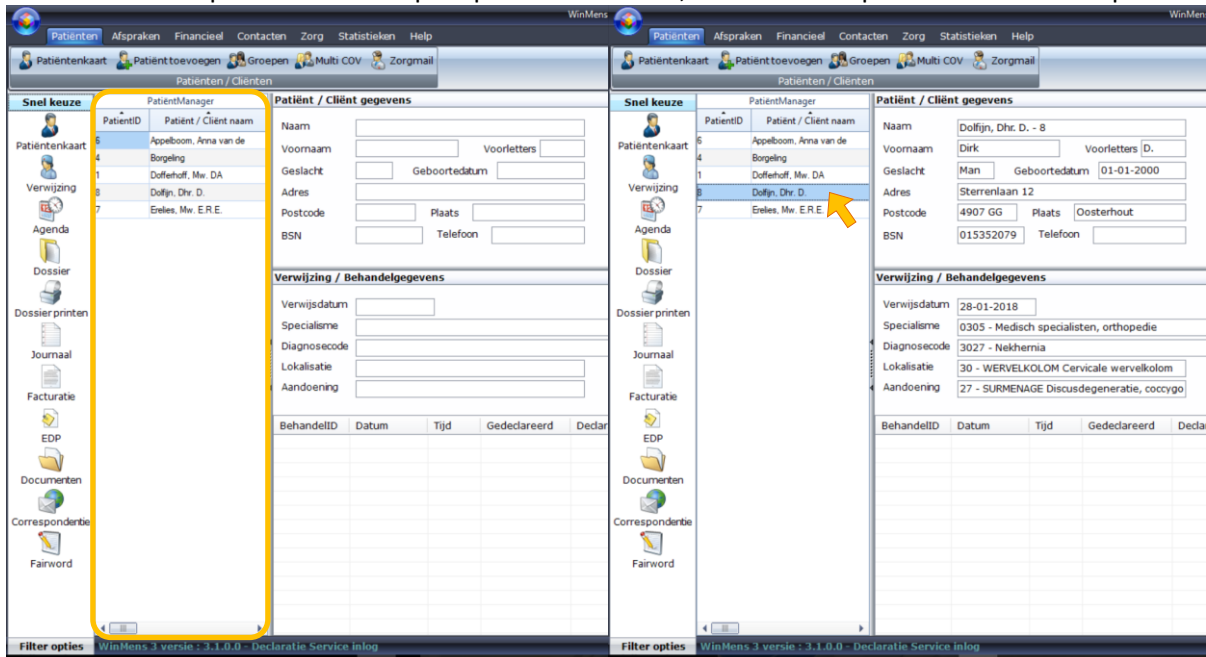 WinMens
Patiënten Afspraken Financieel Contacten Zorg Statistieken Help
Patiëntenkaart Patiënt toevoegen Groepen Multi COV Zorgmail
Patiënten / Cliënten
Snel keuze
Patiëntenkaart
Verwijzing
Agenda
Dossier
Dossier printen
Journaal
Facturatie
EDP
Documenten
Correspondentie
Fairword
Filter opties
PatiëntManager
PatientID Patiënt / Cliënt naam
6 Appelboom, Anna van de
4 Borgeling
1 Dofferhoff, Mw. DA
8 Dolfijn, Dhr. D.
7 Erelies, Mw. E.R.E.
Patiënt / Cliënt gegevens
Naam
Voornaam Voorletters
Geslacht Geboortedatum
Adres
Postcode Plaats
BSN Telefoon
Verwijzing / Behandelgegevens
Verwijsdatum
Specialisme
Diagnosecode
Lokalisatie
Aandoening
BehandelID Datum Tijd Gedeclareerd Declar
WinMens 3 versie : 3.1.0.0 - Declaratie Service inlog
WinMens
Patiënten Afspraken Financieel Contacten Zorg Statistieken Help
Patiëntenkaart Patiënt toevoegen Groepen Multi COV Zorgmail
Patiënten / Cliënten
Snel keuze
Patiëntenkaart
Verwijzing
Agenda
Dossier
Dossier printen
Journaal
Facturatie
EDP
Documenten
Correspondentie
Fairword
Filter opties
PatiëntManager
PatientID Patiënt / Cliënt naam
6 Appelboom, Anna van de
4 Borgeling
1 Dofferhoff, Mw. DA
8 Dolfijn, Dhr. D.
7 Erelies, Mw. E.R.E.
Patiënt / Cliënt gegevens
Naam Dolfijn, Dhr. D. - 8
Voornaam Dirk Voorletters D.
Geslacht Man Geboortedatum 01-01-2000
Adres Sterrenlaan 12
Postcode 4907 GG Plaats Oosterhout
BSN 015352079 Telefoon
Verwijzing / Behandelgegevens
Verwijsdatum 28-01-2018
Specialisme 0305 - Medisch specialisten, orthopedie
Diagnosecode 3027 - Nekhernia
Lokalisatie 30 - WERVELKOLOM Cervicale wervelkolom
Aandoening 27 - SURMENAGE Discusdegeneratie, coccygo
BehandelID Datum Tijd Gedeclareerd Decla
WinMens 3 versie : 3.1.0.0 - Declaratie Service inlog